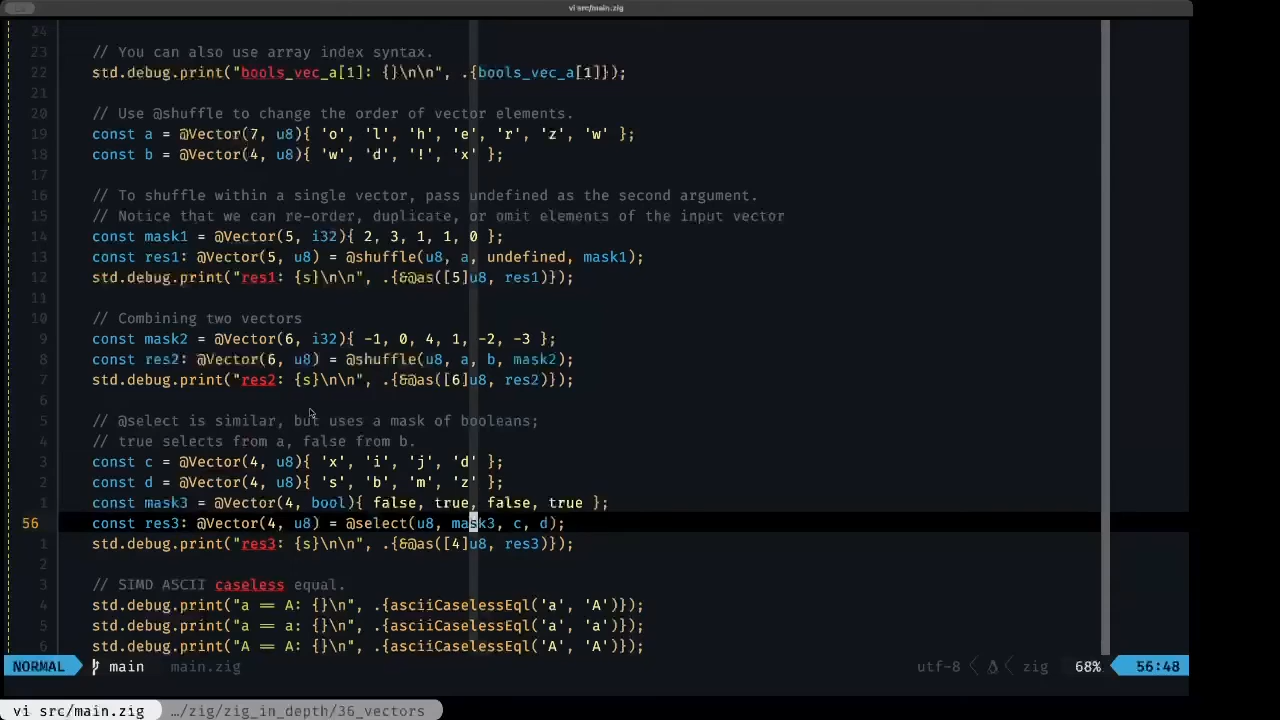 vi src/main.zig
24
23 // You can also use array index syntax.
22 std.debug.print("bools_vec_a[1]: {}\n\n", .{bools_vec_a[1]});
21
20 // Use @shuffle to change the order of vector elements.
19 const a = @Vector(7, u8){ 'o', 'l', 'h', 'e', 'r', 'z', 'w' };
18 const b = @Vector(4, u8){ 'w', 'd', '!', 'x' };
17
16 // To shuffle within a single vector, pass undefined as the second argument.
15 // Notice that we can re-order, duplicate, or omit elements of the input vector
14 const mask1 = @Vector(5, i32){ 2, 3, 1, 1, 0 };
13 const res1: @Vector(5, u8) = @shuffle(u8, a, undefined, mask1);
12 std.debug.print("res1: {s}\n\n", .{&@as([5]u8, res1)});
11
10 // Combining two vectors
9 const mask2 = @Vector(6, i32){ -1, 0, 4, 1, -2, -3 };
8 const res2: @Vector(6, u8) = @shuffle(u8, a, b, mask2);
7 std.debug.print("res2: {s}\n\n", .{&@as([6]u8, res2)});
6
5 // @select is similar, but uses a mask of booleans;
4 // true selects from a, false from b.
3 const c = @Vector(4, u8){ 'x', 'i', 'j', 'd' };
2 const d = @Vector(4, u8){ 's', 'b', 'm', 'z' };
1 const mask3 = @Vector(4, bool){ false, true, false, true };
56 const res3: @Vector(4, u8) = @select(u8, mask3, c, d);
1 std.debug.print("res3: {s}\n\n", .{&@as([4]u8, res3)});
2
3 // SIMD ASCII caseless equal.
4 std.debug.print("a == A: {}\n", .{asciiCaselessEql('a', 'A')});
5 std.debug.print("a == a: {}\n", .{asciiCaselessEql('a', 'a')});
6 std.debug.print("A == A: {}\n", .{asciiCaselessEql('A', 'A')});
NORMAL main main.zig utf-8 zig 68% 56:48
vi src/main.zig …/zig/zig_in_depth/36_vectors